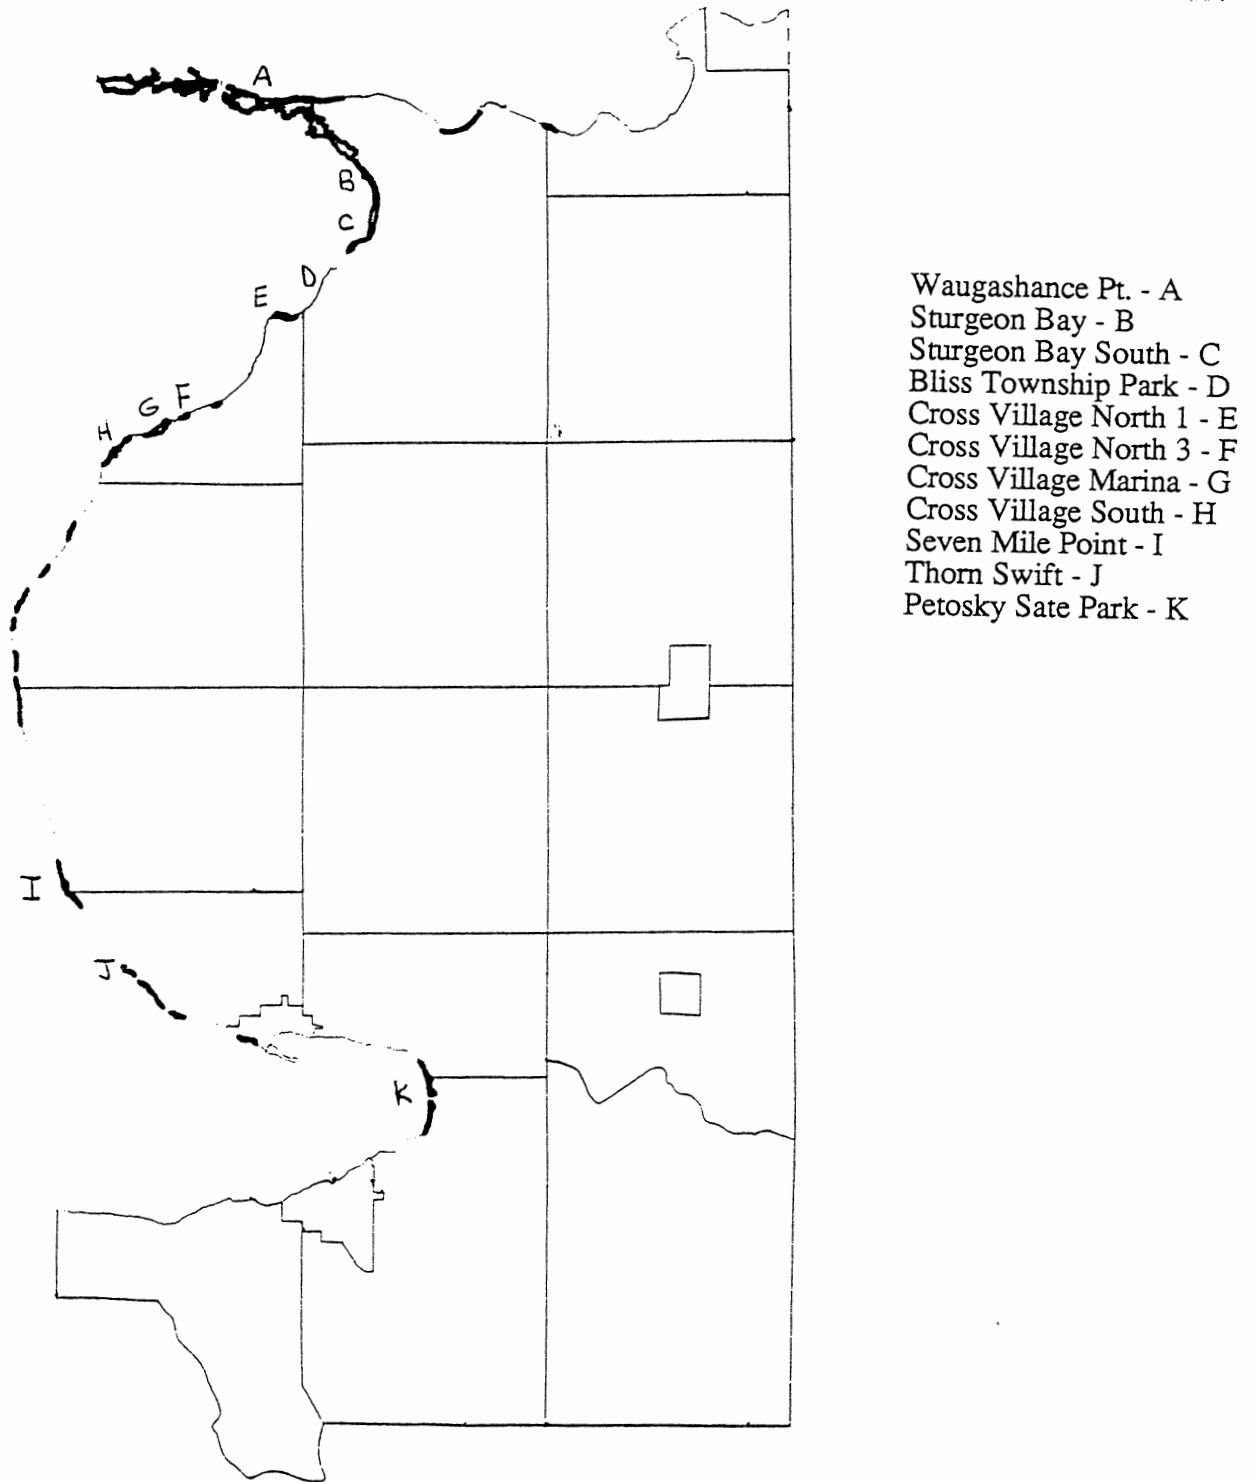 A
B
C
D
E
F
G
H
I
J
K
Waugashance Pt. - A
Sturgeon Bay - B
Sturgeon Bay South - C
Bliss Township Park - D
Cross Village North 1 - E
Cross Village North 3 - F
Cross Village Marina - G
Cross Village South - H
Seven Mile Point - I
Thorn Swift - J
Petosky Sate Park - K